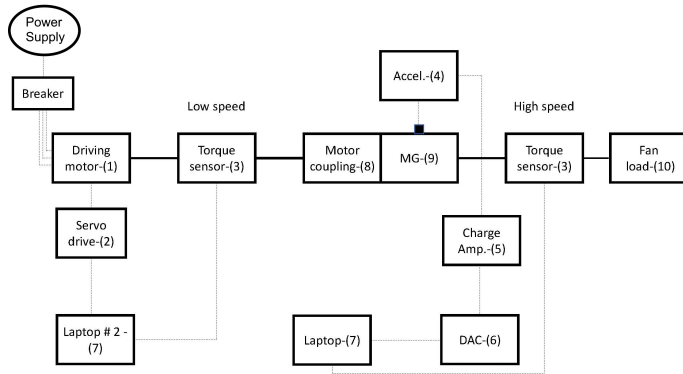 Power
Supply
Breaker
Accel.-(4)
Low speed
High speed
Driving
motor-(1)
Torque
sensor-(3)
Motor
coupling-(8)
MG-(9)
Torque
sensor-(3)
Fan
load-(10)
Servo
drive-(2)
Charge
Amp.-(5)
Laptop # 2 -
(7)
Laptop-(7)
DAC-(6)